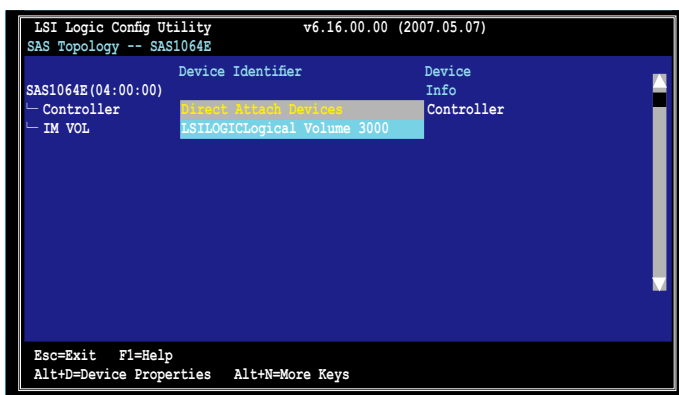 LSI Logic Config Utility v6.16.00.00 (2007.05.07)
SAS Topology -- SAS1064E
Device Identifier Device
SAS1064E(04:00:00) Info
Controller Direct Attach Devices Controller
IM VOL LSILOGICLogical Volume 3000
Esc=Exit F1=Help
Alt+D=Device Properties Alt+N=More Keys